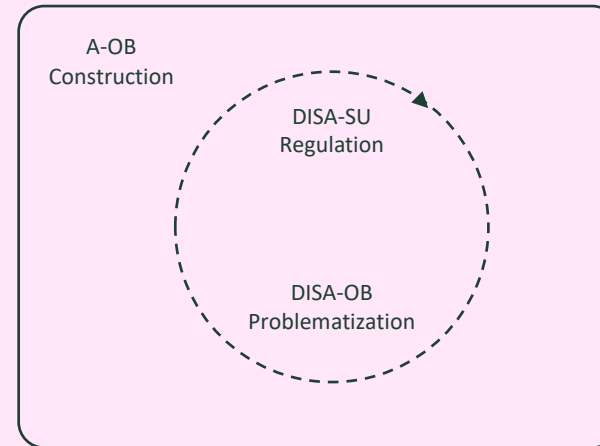 A-OB
Construction
DISA-SU
Regulation
DISA-OB
Problematization